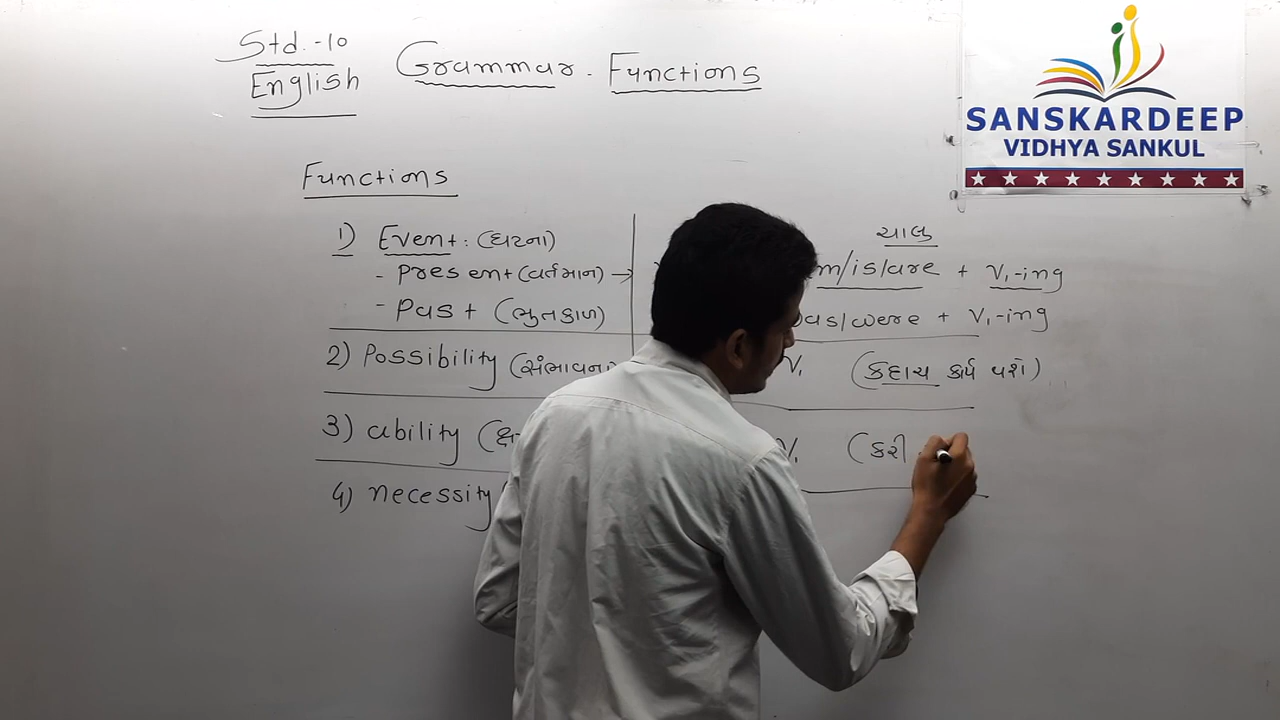 Std.-10
English
Grammar - Functions
SANSKARDEEP
VIDHYA SANKUL
Functions
1) Event : (ઘટના)
ચાલુ
- Present (વર્તમાન) → m/is/are + V₁-ing
- Past (ભુતકાળ) was/were + V₁-ing
2) Possibility (સંભાવના V₁ (કદાચ કાર્ય થશે)
3) ability (ક્ષ V₁ (કરી
4) necessity